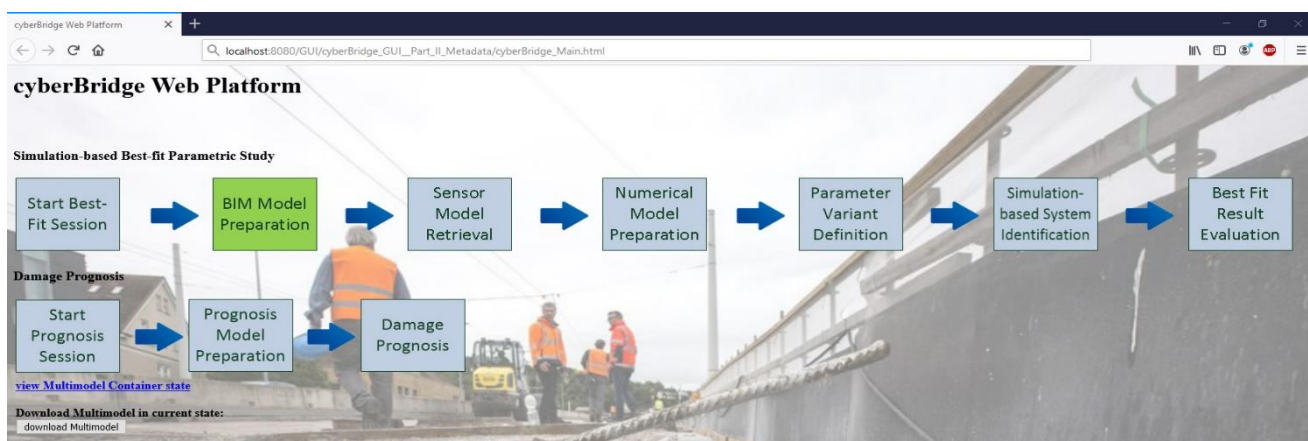 cyberBridge Web Platform
localhost:8080/GUI/cyberBridge_GUI__Part_II_Metadata/cyberBridge_Main.html
ABP
cyberBridge Web Platform
Simulation-based Best-fit Parametric Study
Start Best-
Fit Session
BIM Model
Preparation
Sensor
Model
Retrieval
Numerical
Model
Preparation
Parameter
Variant
Definition
Simulation-
based System
Identification
Best Fit
Result
Evaluation
Damage Prognosis
Start
Prognosis
Session
Prognosis
Model
Preparation
Damage
Prognosis
view Multimodel Container state
Download Multimodel in current state:
download Multimodel